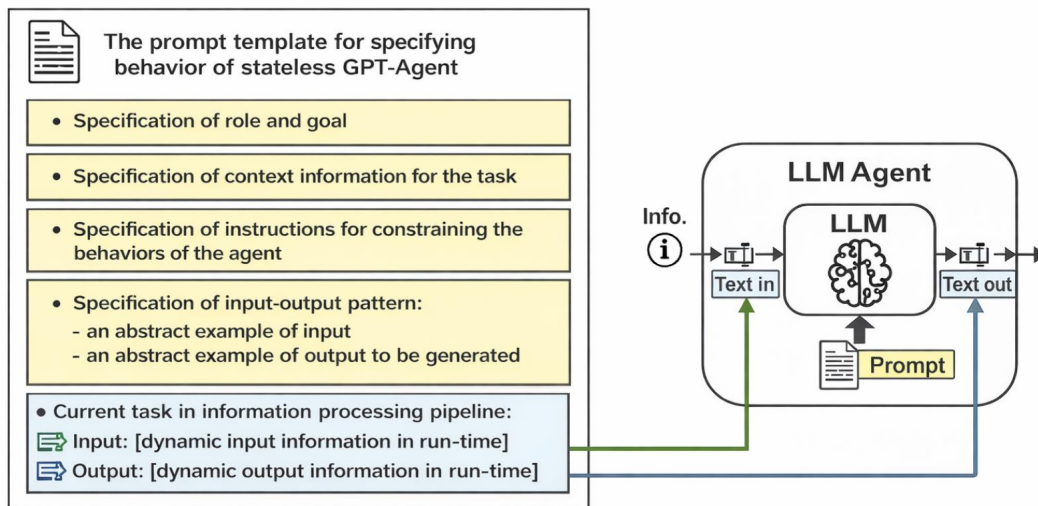 The prompt template for specifying
behavior of stateless GPT-Agent
• Specification of role and goal
• Specification of context information for the task
• Specification of instructions for constraining the
behaviors of the agent
• Specification of input-output pattern:
- an abstract example of input
- an abstract example of output to be generated
• Current task in information processing pipeline:
Input: [dynamic input information in run-time]
Output: [dynamic output information in run-time]
LLM Agent
Info.
i
LLM
T
T
Text in
Text out
Prompt